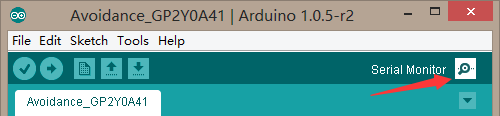 Avoidance_GP2Y0A41 | Arduino 1.0.5-r2
File Edit Sketch Tools Help
Serial Monitor
Avoidance_GP2Y0A41